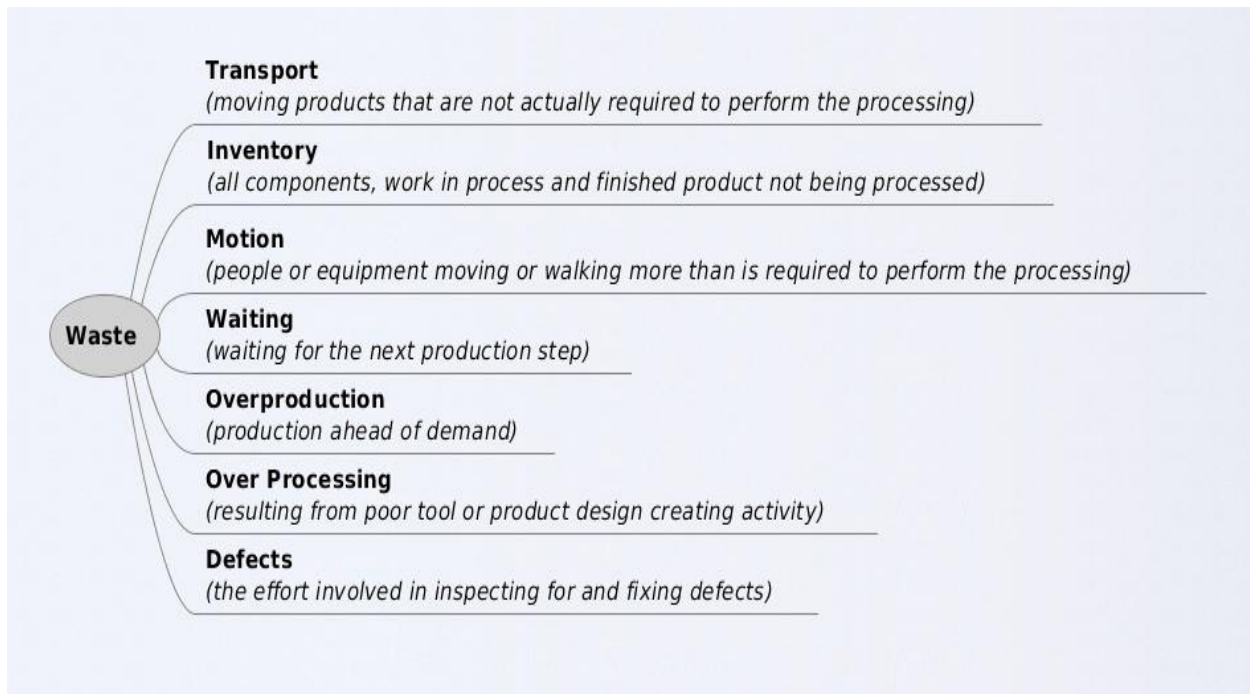 Transport
(moving products that are not actually required to perform the processing)
Inventory
(all components, work in process and finished product not being processed)
Motion
(people or equipment moving or walking more than is required to perform the processing)
Waste
Waiting
(waiting for the next production step)
Overproduction
(production ahead of demand)
Over Processing
(resulting from poor tool or product design creating activity)
Defects
(the effort involved in inspecting for and fixing defects)